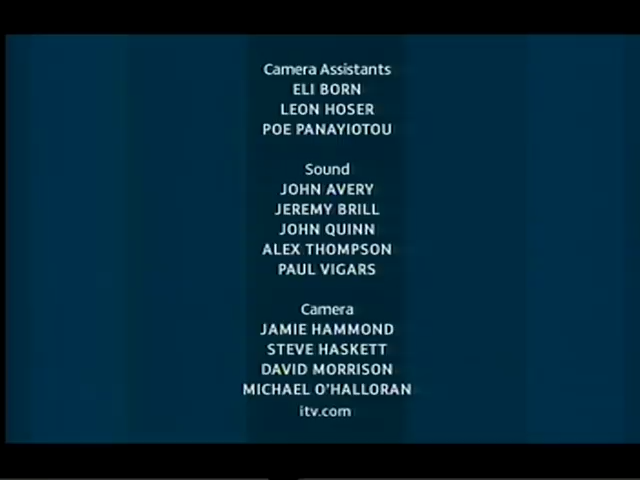 Camera Assistants
ELI BORN
LEON HOSER
POE PANAYIOTOU
Sound
JOHN AVERY
JEREMY BRILL
JOHN QUINN
ALEX THOMPSON
PAUL VIGARS
Camera
JAMIE HAMMOND
STEVE HASKETT
DAVID MORRISON
MICHAEL O'HALLORAN
itv.com